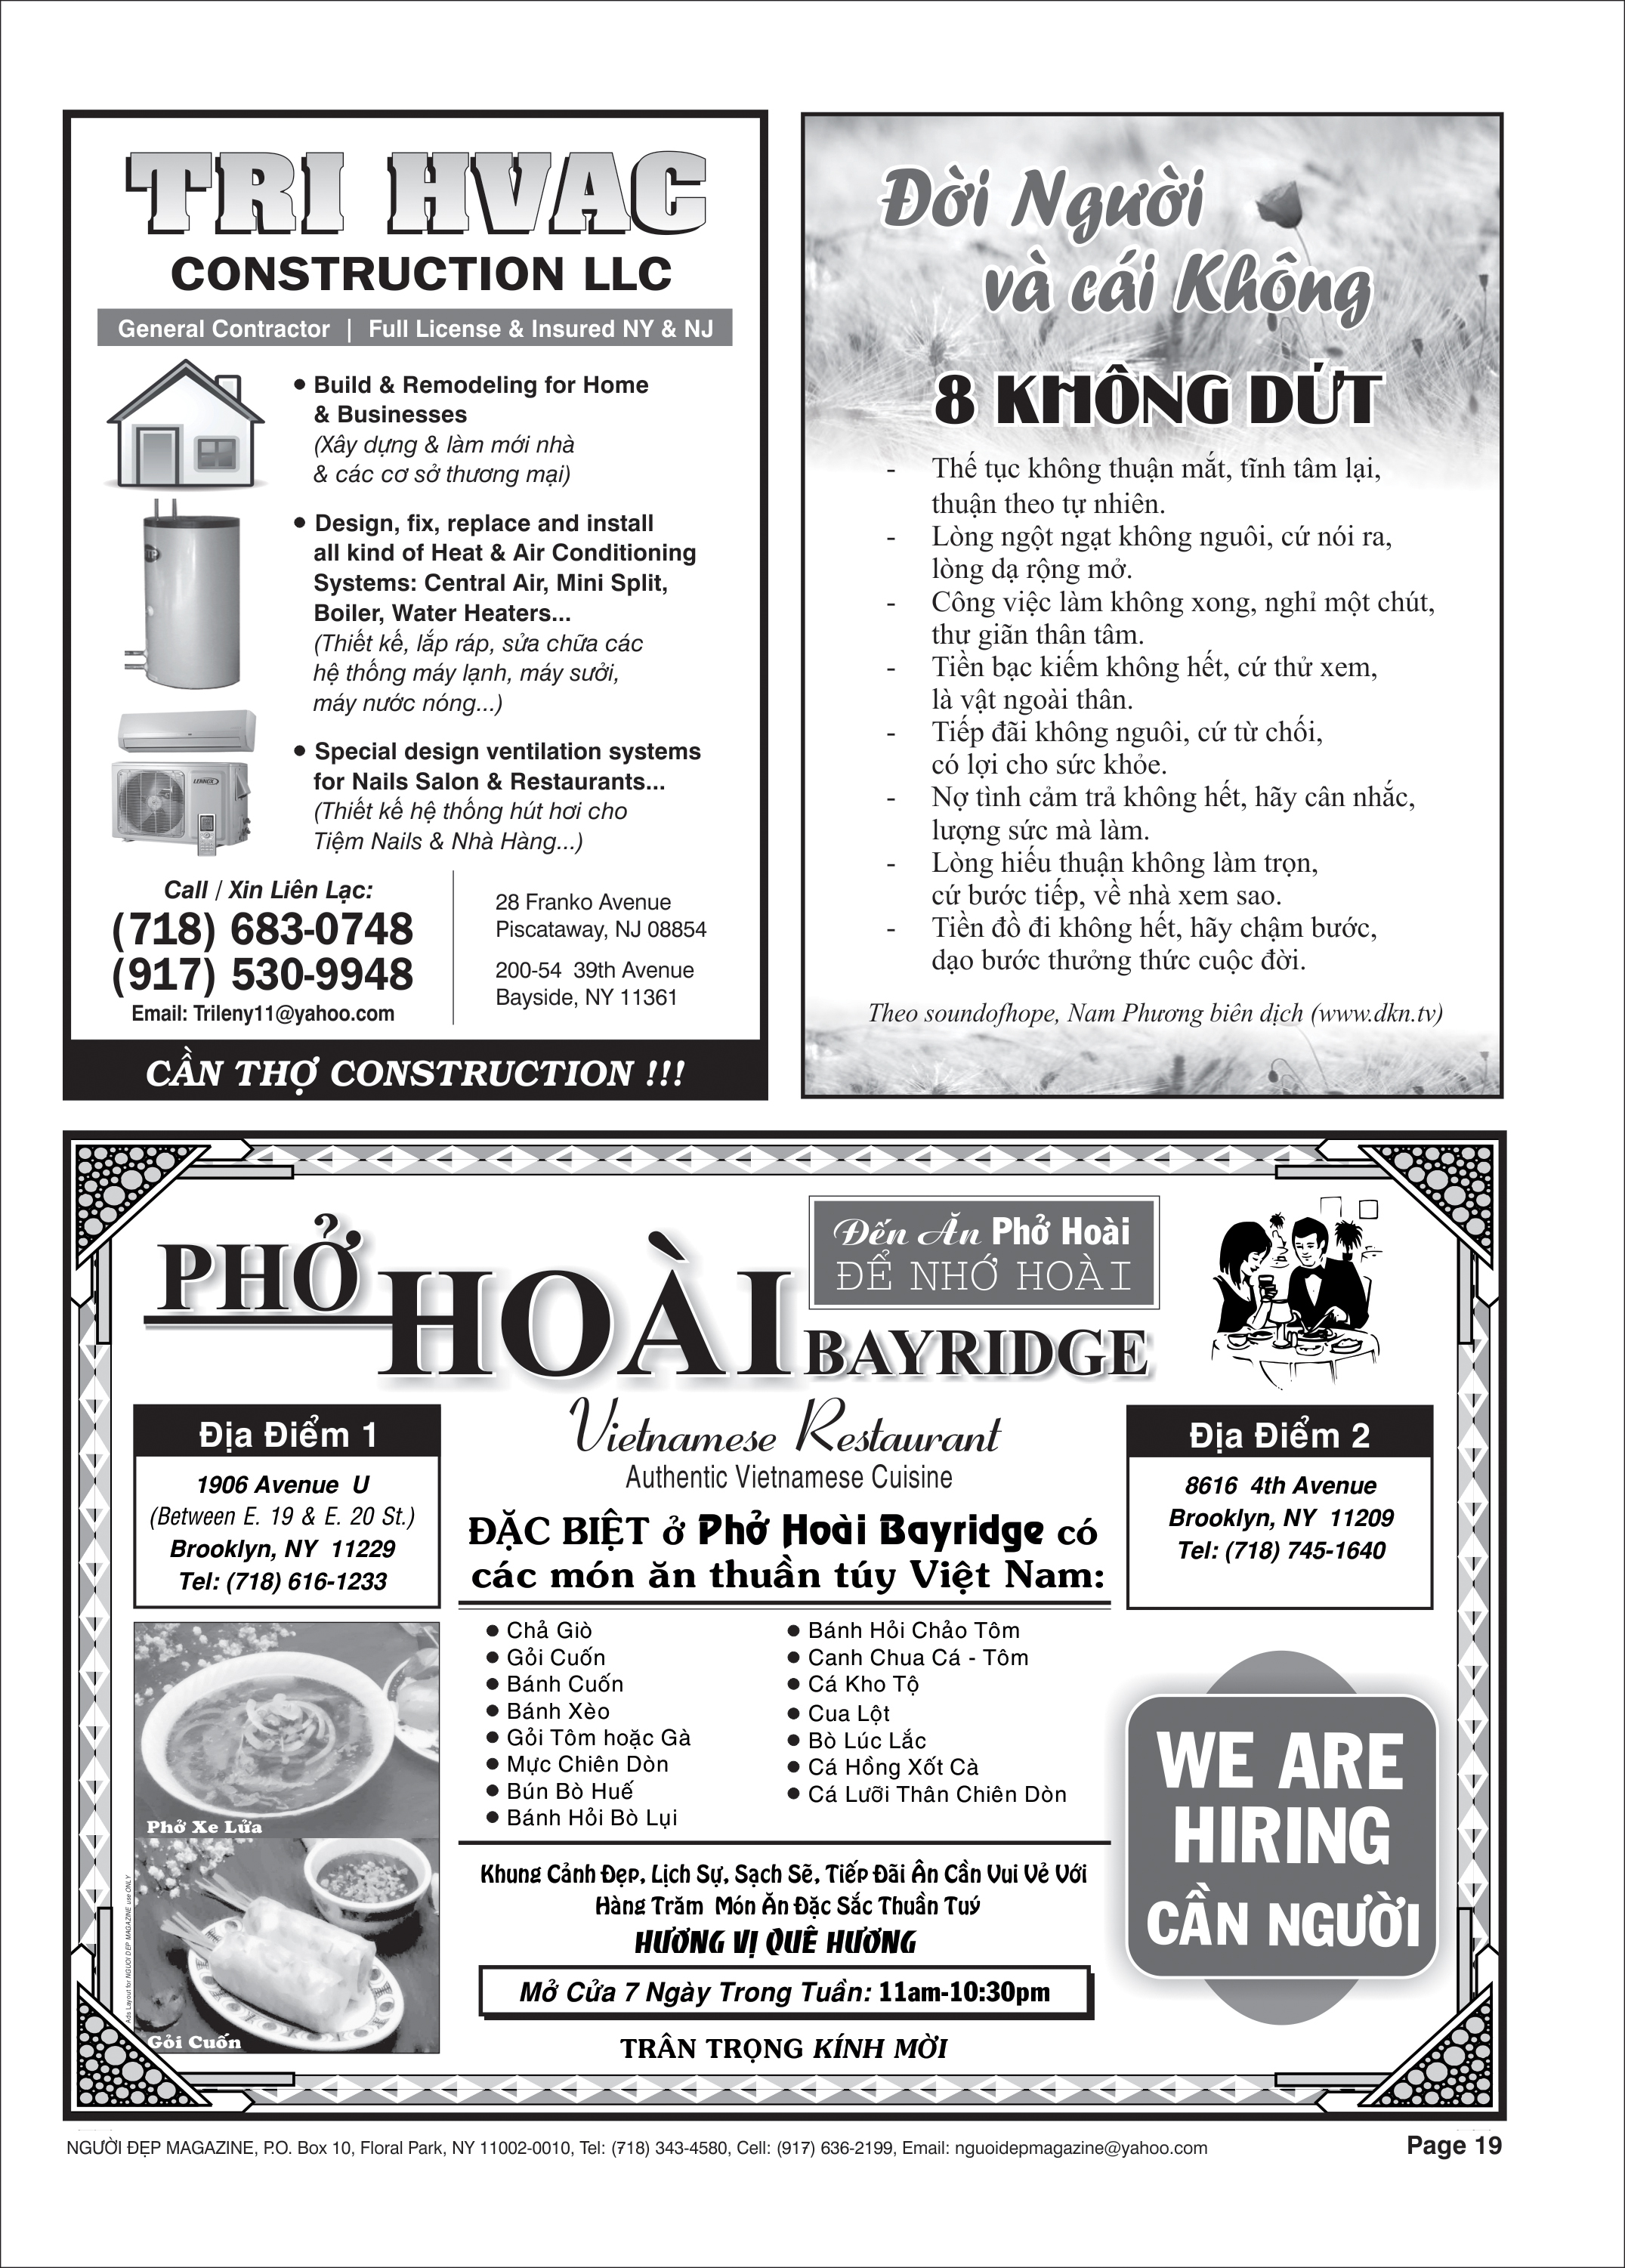 TRI HVAC
CONSTRUCTION LLC
General Contractor | Full License & Insured NY & NJ
● Build & Remodeling for Home
& Businesses
(Xây dựng & làm mới nhà
& các cơ sở thương mại)
● Design, fix, replace and install
all kind of Heat & Air Conditioning
Systems: Central Air, Mini Split,
Boiler, Water Heaters...
(Thiết kế, lắp ráp, sửa chữa các
hệ thống máy lạnh, máy sưởi,
máy nước nóng...)
LENNOX
● Special design ventilation systems
for Nails Salon & Restaurants...
(Thiết kế hệ thống hút hơi cho
Tiệm Nails & Nhà Hàng...)
Call / Xin Liên Lạc:
(718) 683-0748
(917) 530-9948
Email: Trileny11@yahoo.com
28 Franko Avenue
Piscataway, NJ 08854
200-54 39th Avenue
Bayside, NY 11361
CẦN THỢ CONSTRUCTION !!!
Đời Người
và cái Không
8 KHÔNG DỨT
- Thế tục không thuận mắt, tĩnh tâm lại,
thuận theo tự nhiên.
- Lòng ngột ngạt không nguôi, cứ nói ra,
lòng dạ rộng mở.
- Công việc làm không xong, nghỉ một chút,
thư giãn thân tâm.
- Tiền bạc kiếm không hết, cứ thử xem,
là vật ngoài thân.
- Tiếp đãi không nguôi, cứ từ chối,
có lợi cho sức khỏe.
- Nợ tình cảm trả không hết, hãy cân nhắc,
lượng sức mà làm.
- Lòng hiếu thuận không làm trọn,
cứ bước tiếp, về nhà xem sao.
- Tiền đồ đi không hết, hãy chậm bước,
dạo bước thưởng thức cuộc đời.
Theo soundofhope, Nam Phương biên dịch (www.dkn.tv)
PHỞ HOÀI BAYRIDGE
Đến Ăn Phở Hoài
ĐỂ NHỚ HOÀI
Vietnamese Restaurant
Authentic Vietnamese Cuisine
Địa Điểm 1
1906 Avenue U
(Between E. 19 & E. 20 St.)
Brooklyn, NY 11229
Tel: (718) 616-1233
Địa Điểm 2
8616 4th Avenue
Brooklyn, NY 11209
Tel: (718) 745-1640
ĐẶC BIỆT ở Phở Hoài Bayridge có
các món ăn thuần túy Việt Nam:
● Chả Giò
● Gỏi Cuốn
● Bánh Cuốn
● Bánh Xèo
● Gỏi Tôm hoặc Gà
● Mực Chiên Dòn
● Bún Bò Huế
● Bánh Hỏi Bò Lụi
● Bánh Hỏi Chảo Tôm
● Canh Chua Cá - Tôm
● Cá Kho Tộ
● Cua Lột
● Bò Lúc Lắc
● Cá Hồng Xốt Cà
● Cá Lưỡi Thân Chiên Dòn
Phở Xe Lửa
Gỏi Cuốn
Ads Layout for NGUOI DEP MAGAZINE use ONLY
Khung Cảnh Đẹp, Lịch Sự, Sạch Sẽ, Tiếp Đãi Ân Cần Vui Vẻ Với
Hàng Trăm Món Ăn Đặc Sắc Thuần Tuý
HƯƠNG VỊ QUÊ HƯƠNG
Mở Cửa 7 Ngày Trong Tuần: 11am-10:30pm
TRÂN TRỌNG KÍNH MỜI
WE ARE
HIRING
CẦN NGƯỜI
NGƯỜI ĐẸP MAGAZINE, P.O. Box 10, Floral Park, NY 11002-0010, Tel: (718) 343-4580, Cell: (917) 636-2199, Email: nguoidepmagazine@yahoo.com
Page 19